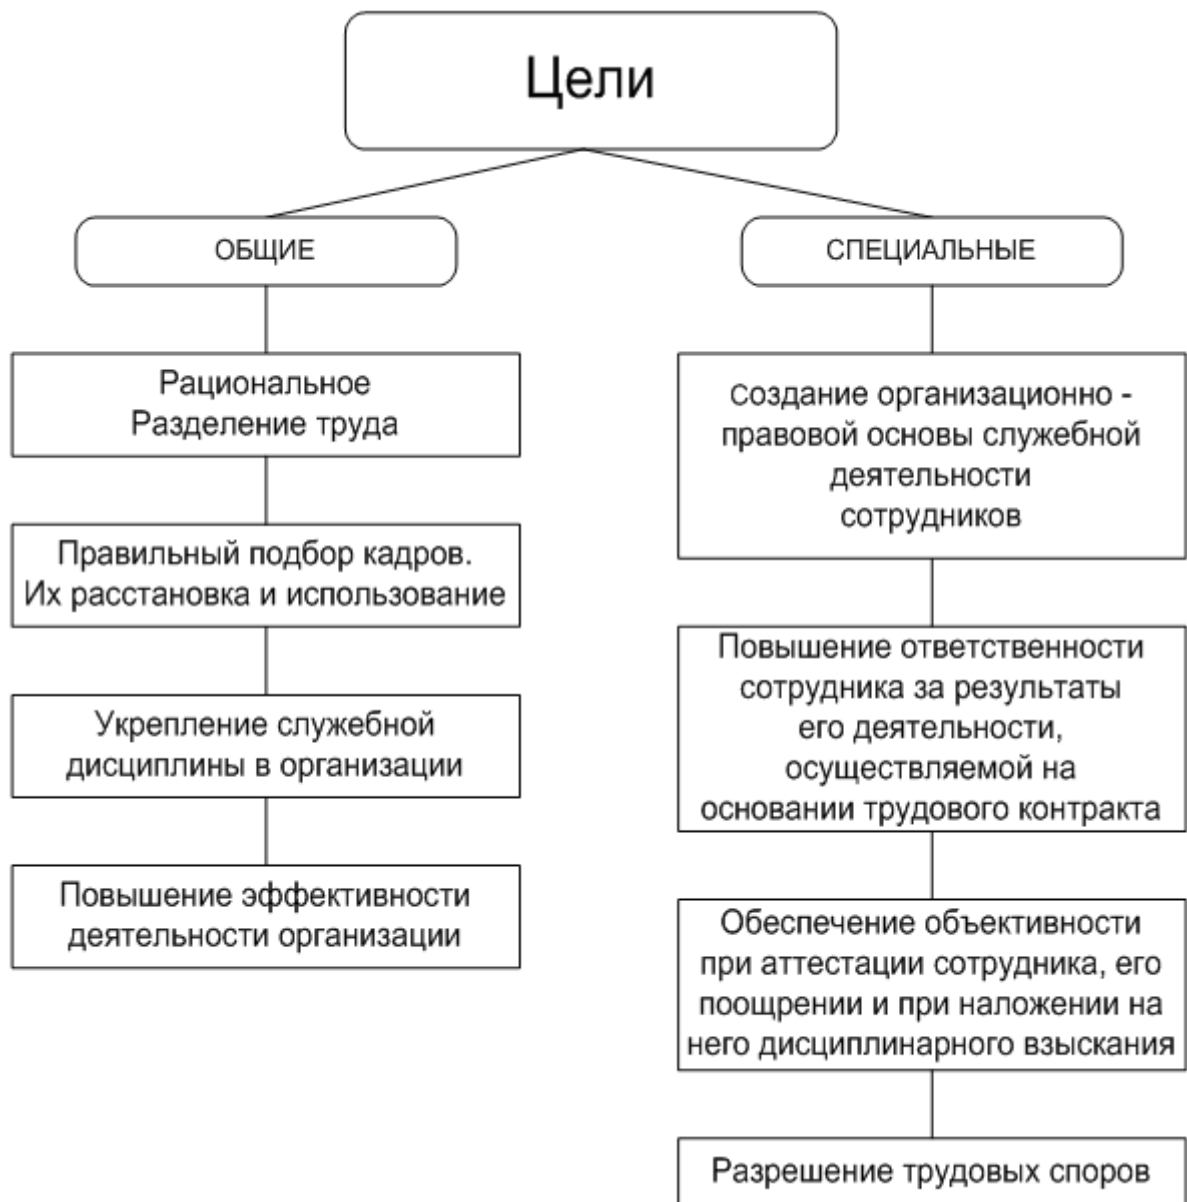 Цели
ОБЩИЕ
Рациональное
Разделение труда
Правильный подбор кадров.
Их расстановка и использование
Укрепление служебной
дисциплины в организации
Повышение эффективности
деятельности организации
СПЕЦИАЛЬНЫЕ
Создание организационно -
правовой основы служебной
деятельности
сотрудников
Повышение ответственности
сотрудника за результаты
его деятельности,
осуществляемой на
основании трудового контракта
Обеспечение объективности
при аттестации сотрудника, его
поощрении и при наложении на
него дисциплинарного взыскания
Разрешение трудовых споров